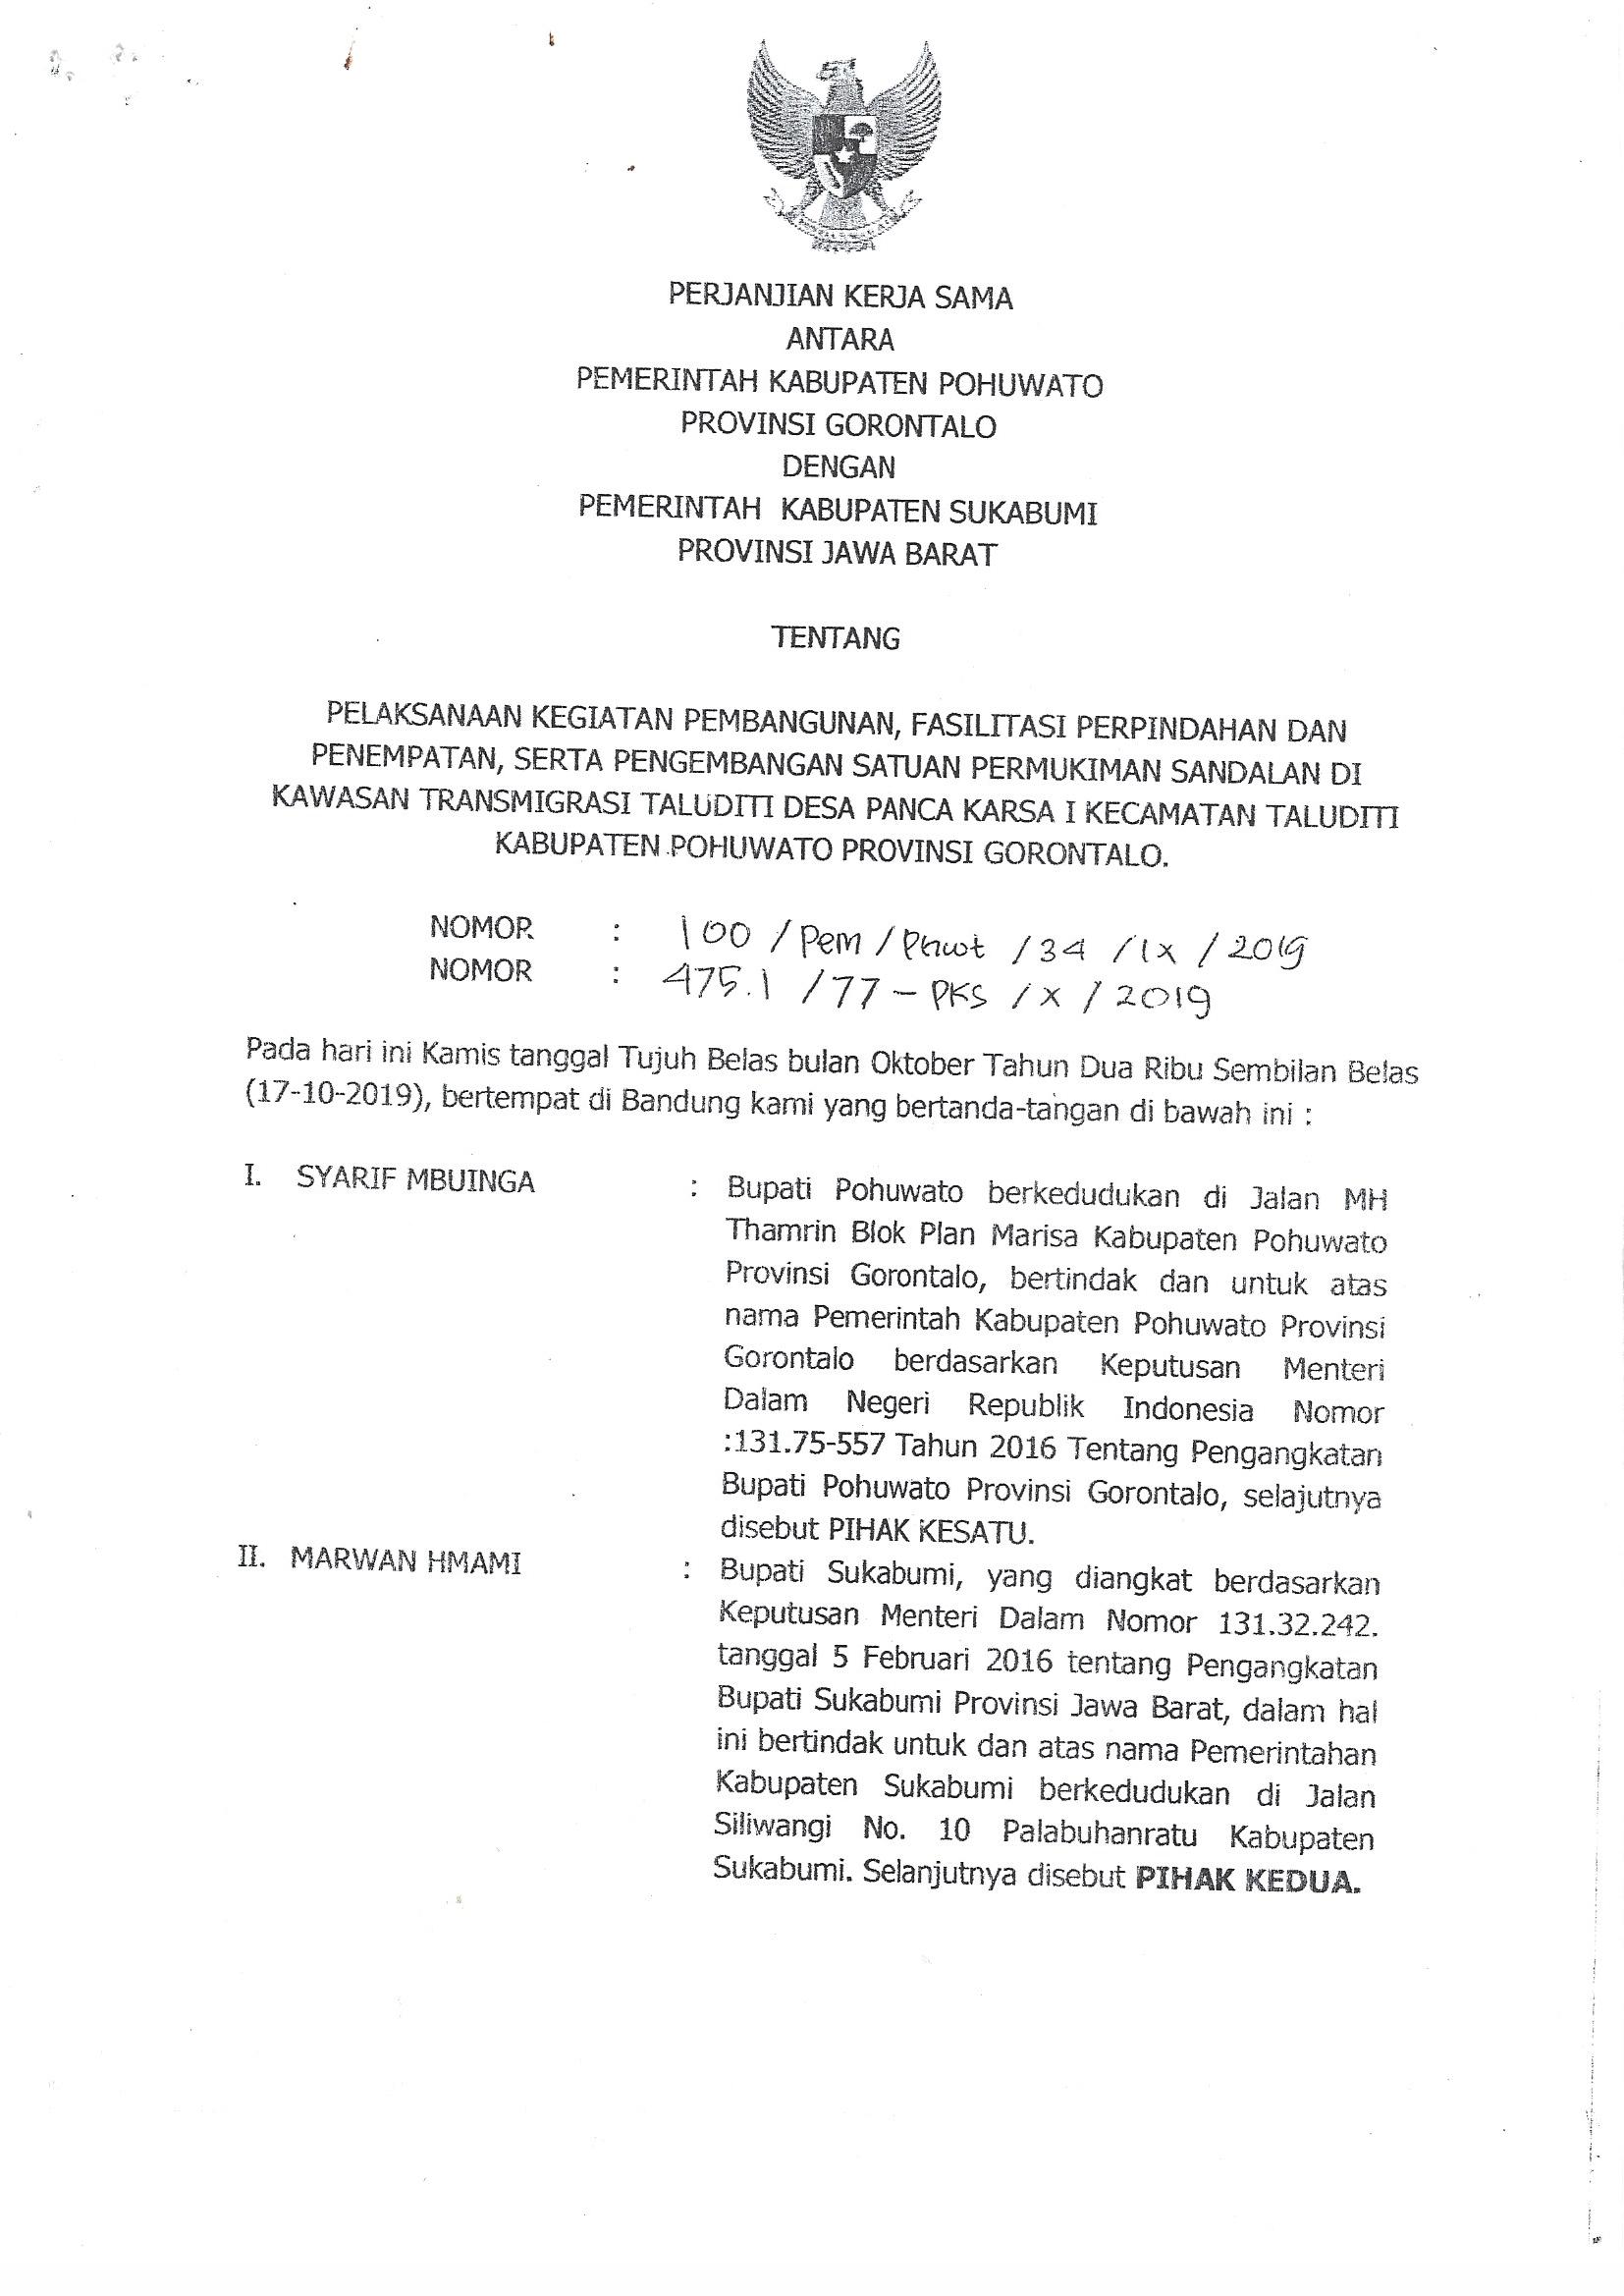 PERJANJIAN KERJA SAMA
ANTARA
PEMERINTAH KABUPATEN POHUWATO
PROVINSI GORONTALO
DENGAN
PEMERINTAH KABUPATEN SUKABUMI
PROVINSI JAWA BARAT
TENTANG
PELAKSANAAN KEGIATAN PEMBANGUNAN, FASILITASI PERPINDAHAN DAN
PENEMPATAN, SERTA PENGEMBANGAN SATUAN PERMUKIMAN SANDALAN DI
KAWASAN TRANSMIGRASI TALUDITI DESA PANCA KARSA I KECAMATAN TALUDITI
KABUPATEN POHUWATO PROVINSI GORONTALO.
NOMOR : 100 / Pem / Phwt / 34 / IX / 2019
NOMOR : 475.1 / 77 - PKS / X / 2019
Pada hari ini Kamis tanggal Tujuh Belas bulan Oktober Tahun Dua Ribu Sembilan Belas
(17-10-2019), bertempat di Bandung kami yang bertanda-tangan di bawah ini :
I. SYARIF MBUINGA : Bupati Pohuwato berkedudukan di Jalan MH
Thamrin Blok Plan Marisa Kabupaten Pohuwato
Provinsi Gorontalo, bertindak dan untuk atas
nama Pemerintah Kabupaten Pohuwato Provinsi
Gorontalo berdasarkan Keputusan Menteri
Dalam Negeri Republik Indonesia Nomor
:131.75-557 Tahun 2016 Tentang Pengangkatan
Bupati Pohuwato Provinsi Gorontalo, selajutnya
disebut PIHAK KESATU.
II. MARWAN HMAMI : Bupati Sukabumi, yang diangkat berdasarkan
Keputusan Menteri Dalam Nomor 131.32.242.
tanggal 5 Februari 2016 tentang Pengangkatan
Bupati Sukabumi Provinsi Jawa Barat, dalam hal
ini bertindak untuk dan atas nama Pemerintahan
Kabupaten Sukabumi berkedudukan di Jalan
Siliwangi No. 10 Palabuhanratu Kabupaten
Sukabumi. Selanjutnya disebut PIHAK KEDUA.